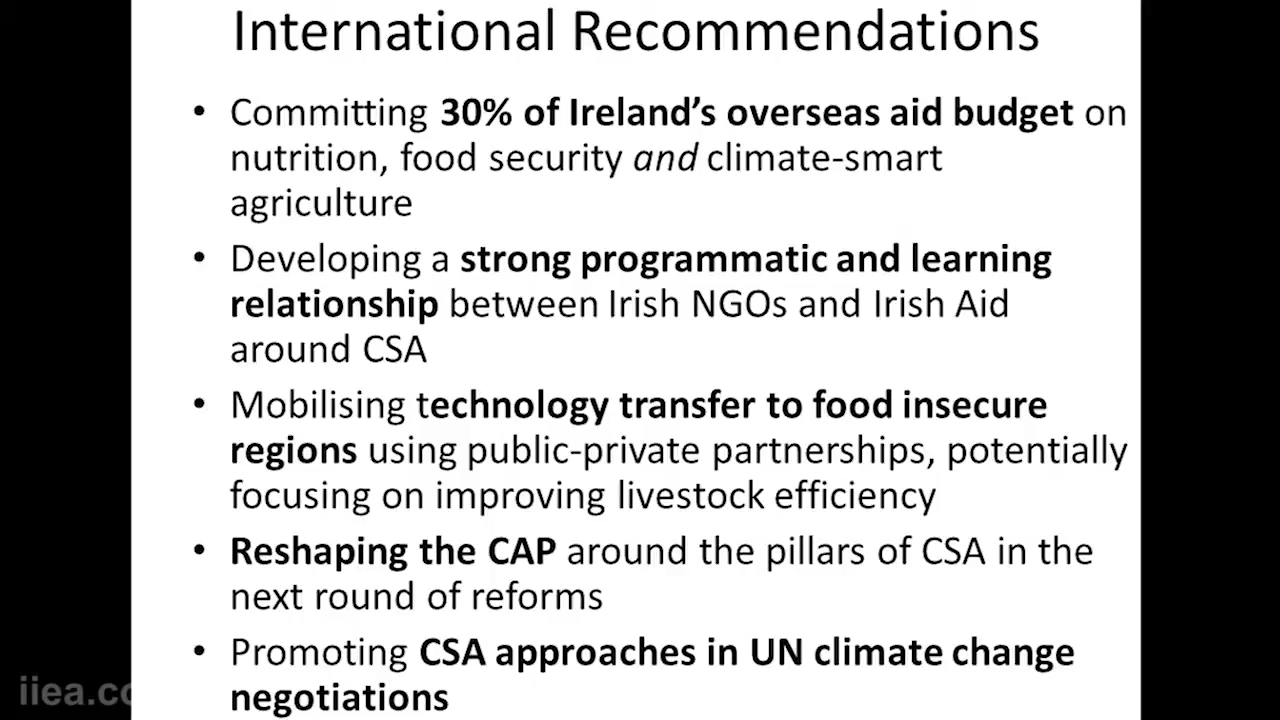 International Recommendations
• Committing 30% of Ireland’s overseas aid budget on
nutrition, food security and climate-smart
agriculture
• Developing a strong programmatic and learning
relationship between Irish NGOs and Irish Aid
around CSA
• Mobilising technology transfer to food insecure
regions using public-private partnerships, potentially
focusing on improving livestock efficiency
• Reshaping the CAP around the pillars of CSA in the
next round of reforms
• Promoting CSA approaches in UN climate change
negotiations
iiea.co